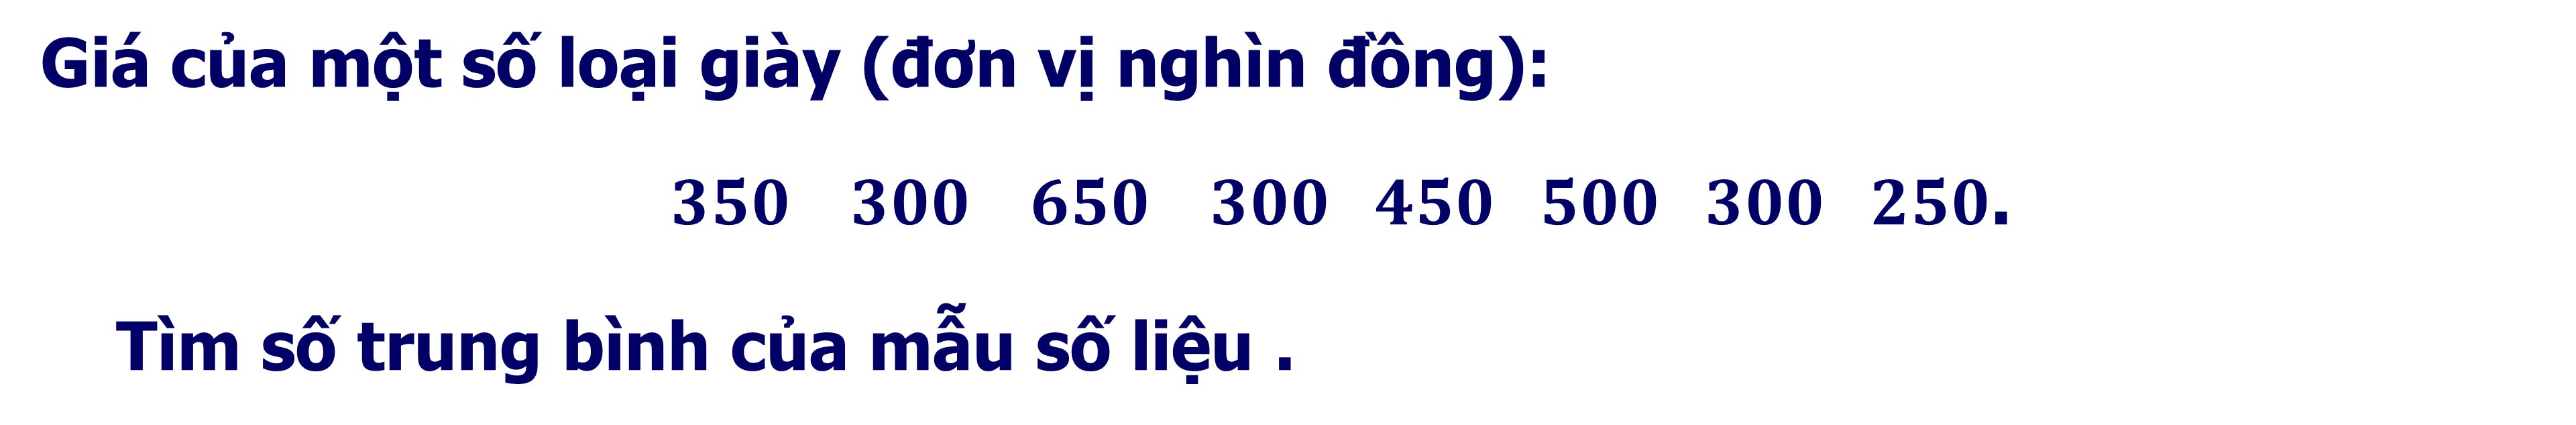 Giá của một số loại giày (đơn vị nghìn đồng):
350 300 650 300 450 500 300 250.
Tìm số trung bình của mẫu số liệu .